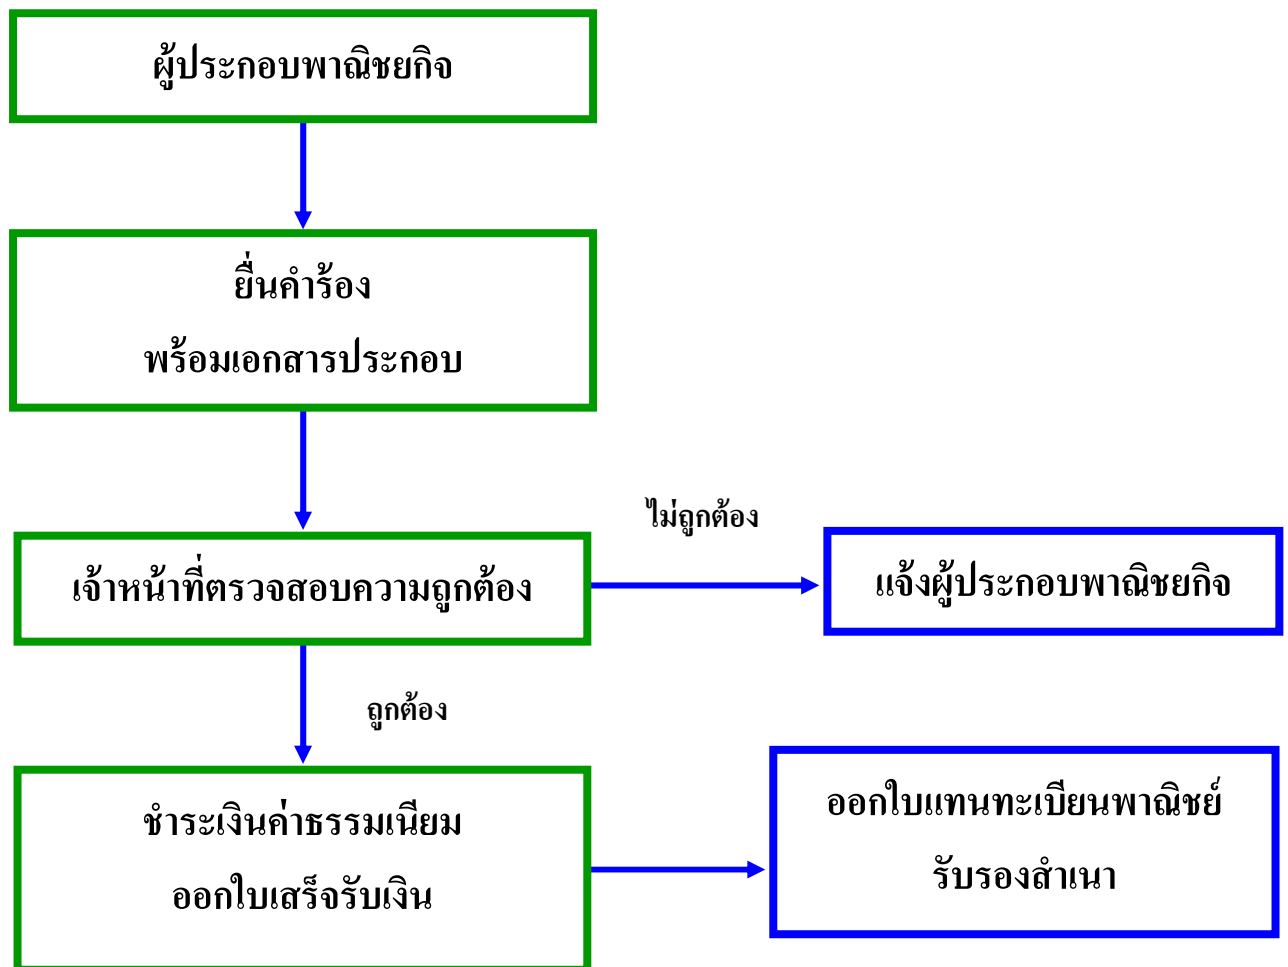 ผู้ประกอบพาณิชยกิจ
ยื่นคำร้อง
พร้อมเอกสารประกอบ
ไม่ถูกต้อง
เจ้าหน้าที่ตรวจสอบความถูกต้อง
แจ้งผู้ประกอบพาณิชยกิจ
ถูกต้อง
ชำระเงินค่าธรรมเนียม
ออกใบเสร็จรับเงิน
ออกใบแทนทะเบียนพาณิชย์
รับรองสำเนา